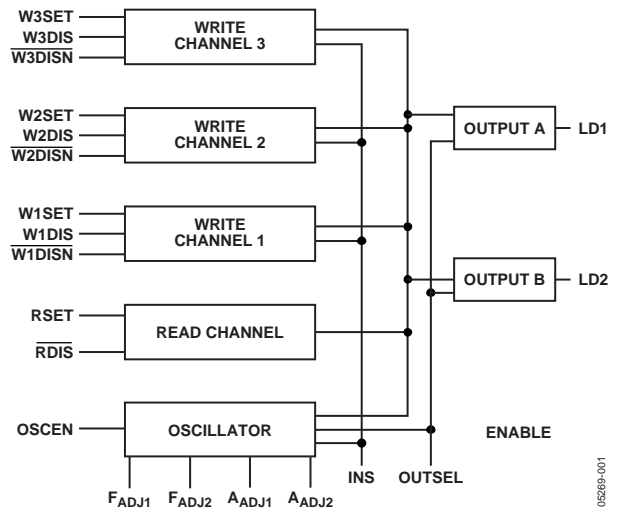 W3SET
W3DIS
W3DISN
WRITE
CHANNEL 3
W2SET
W2DIS
W2DISN
WRITE
CHANNEL 2
OUTPUT A
LD1
W1SET
W1DIS
W1DISN
WRITE
CHANNEL 1
OUTPUT B
LD2
RSET
RDIS
READ CHANNEL
OSCEN
OSCILLATOR
ENABLE
INS
OUTSEL
FADJ1
FADJ2
AADJ1
AADJ2
05269-001